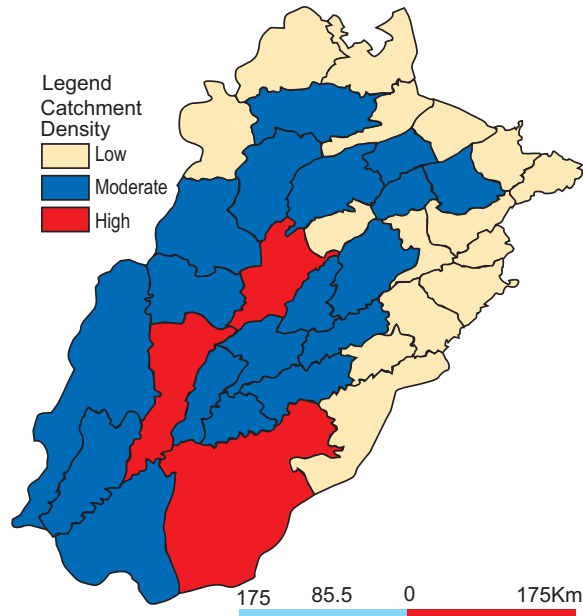 Legend
Catchment
Density
Low
Moderate
High
175 85.5 0 175Km